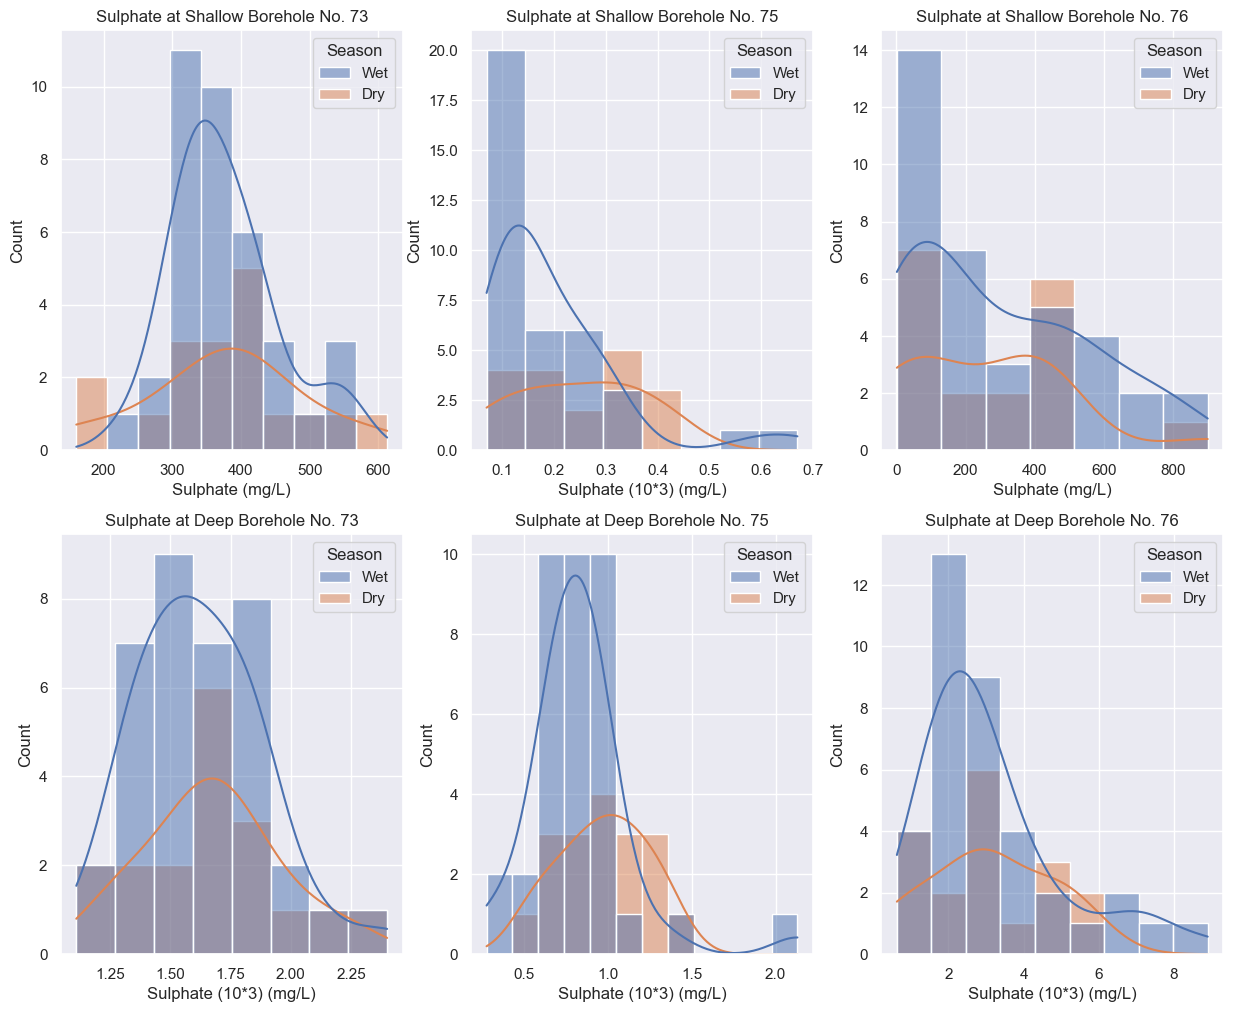 Sulphate at Shallow Borehole No. 73
Sulphate at Shallow Borehole No. 75
Sulphate at Shallow Borehole No. 76
Season
Wet
Dry
10
8
6
4
2
0
Count
200
300
400
500
600
Sulphate (mg/L)
Season
Wet
Dry
20.0
17.5
15.0
12.5
10.0
7.5
5.0
2.5
0.0
Count
0.1
0.2
0.3
0.4
0.5
0.6
0.7
Sulphate (10*3) (mg/L)
Season
Wet
Dry
14
12
10
8
6
4
2
0
Count
0
200
400
600
800
Sulphate (mg/L)
Sulphate at Deep Borehole No. 73
Sulphate at Deep Borehole No. 75
Sulphate at Deep Borehole No. 76
Season
Wet
Dry
8
6
4
2
0
Count
1.25
1.50
1.75
2.00
2.25
Sulphate (10*3) (mg/L)
Season
Wet
Dry
10
8
6
4
2
0
Count
0.5
1.0
1.5
2.0
Sulphate (10*3) (mg/L)
Season
Wet
Dry
12
10
8
6
4
2
0
Count
2
4
6
8
Sulphate (10*3) (mg/L)